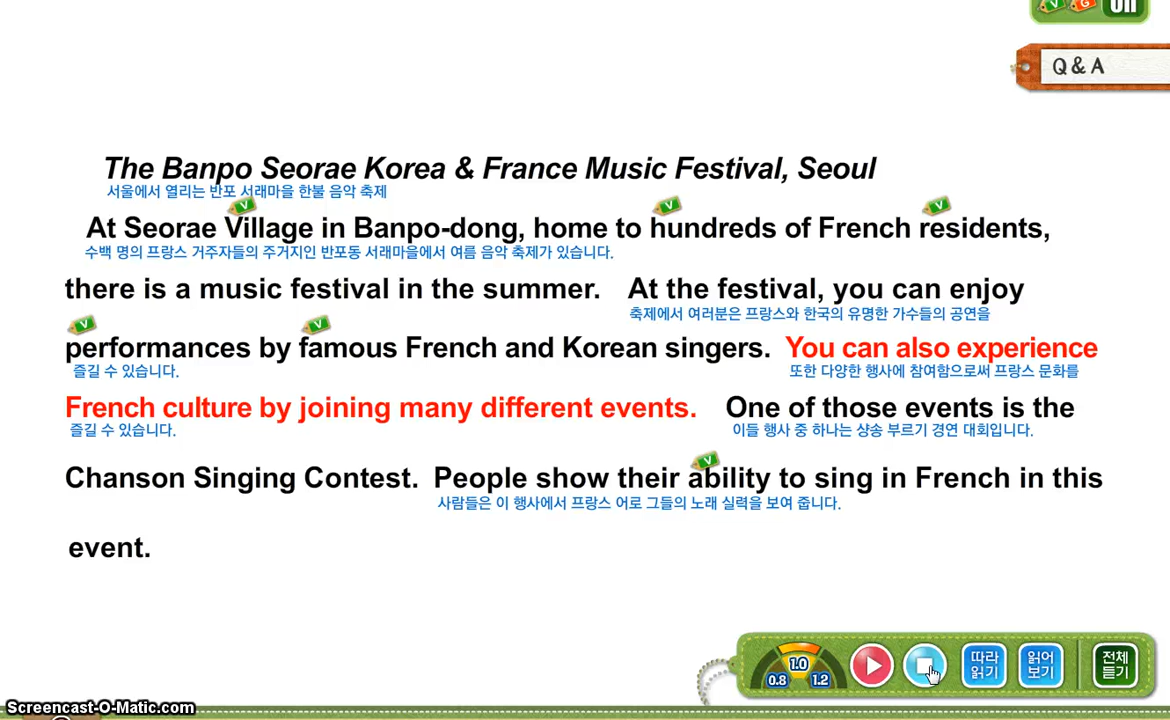 V G On
Q & A
The Banpo Seorae Korea & France Music Festival, Seoul
서울에서 열리는 반포 서래마을 한불 음악 축제
V V V
At Seorae Village in Banpo-dong, home to hundreds of French residents,
수백 명의 프랑스 거주자들의 주거지인 반포동 서래마을에서 여름 음악 축제가 있습니다.
there is a music festival in the summer. At the festival, you can enjoy
축제에서 여러분은 프랑스와 한국의 유명한 가수들의 공연을
V V
performances by famous French and Korean singers. You can also experience
즐길 수 있습니다. 또한 다양한 행사에 참여함으로써 프랑스 문화를
French culture by joining many different events. One of those events is the
즐길 수 있습니다. 이들 행사 중 하나는 샹송 부르기 경연 대회입니다.
V
Chanson Singing Contest. People show their ability to sing in French in this
사람들은 이 행사에서 프랑스 어로 그들의 노래 실력을 보여 줍니다.
event.
0.8 1.0 1.2
따라 읽기
읽어 보기
전체 듣기
Screencast-O-Matic.com